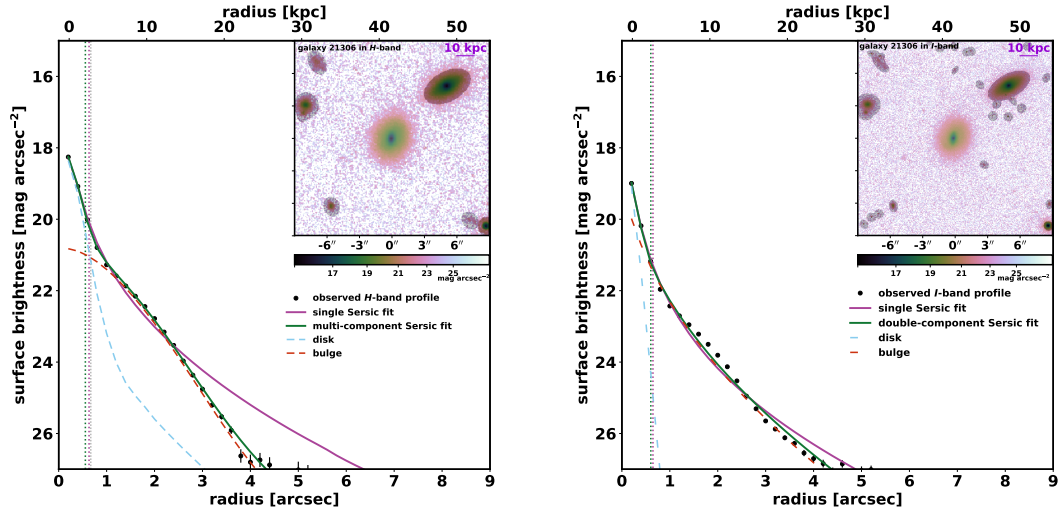 radius [kpc]
0 10 20 30 40 50
galaxy 21306 in H-band
10 kpc
16
18
20
22
24
26
surface brightness [mag arcsec−2]
-6′′ 0′′ 3′′ 6′′
17 19 21 23 25
mag arcsec−2
observed H-band profile
single Sersic fit
multi-component Sersic fit
disk
bulge
0 1 2 3 4 5 6 7 8 9
radius [arcsec]
radius [kpc]
0 10 20 30 40 50
galaxy 21306 in I-band
10 kpc
16
18
20
22
24
26
surface brightness [mag arcsec−2]
-6′′ 0′′ 3′′ 6′′
17 19 21 23 25
mag arcsec−2
observed I-band profile
single Sersic fit
double-component Sersic fit
disk
bulge
0 1 2 3 4 5 6 7 8 9
radius [arcsec]